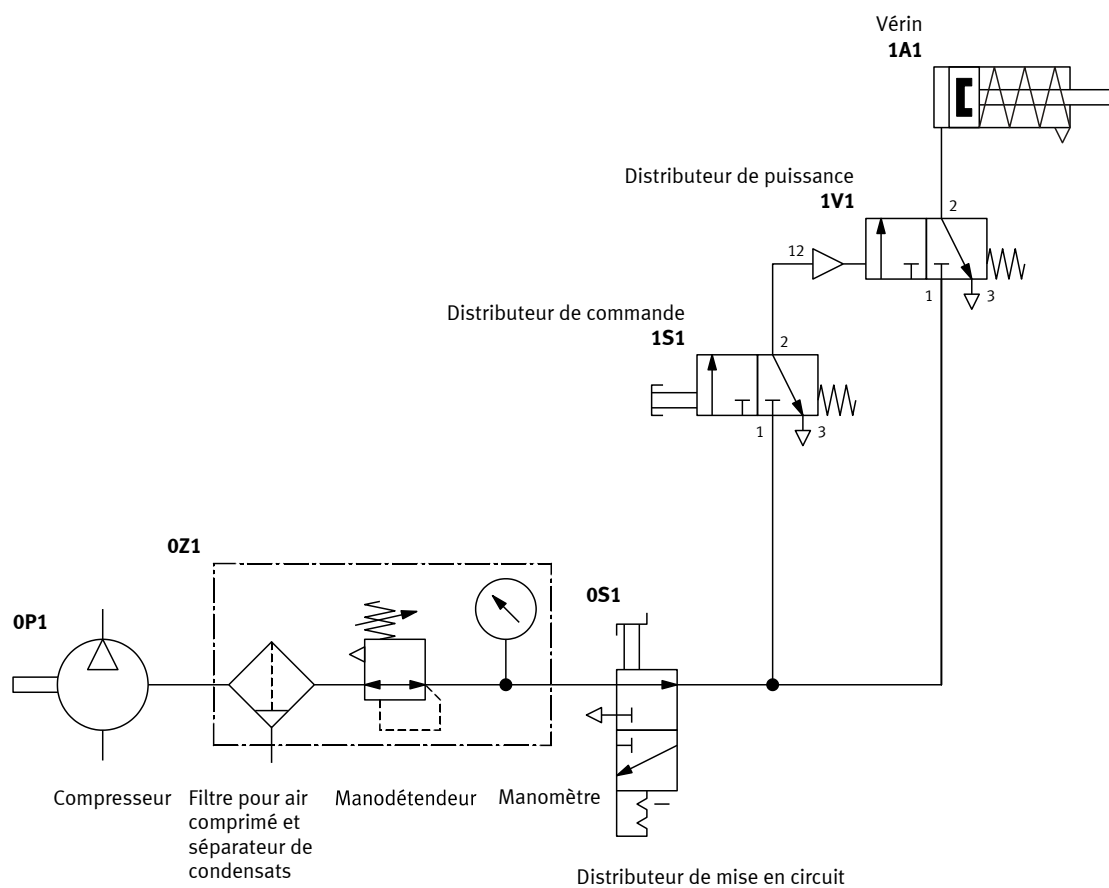 Vérin
1A1
Distributeur de puissance
1V1
2
12
1
3
Distributeur de commande
1S1
2
1
3
0Z1
0P1
0S1
Compresseur
Filtre pour air
comprimé et
séparateur de
condensats
Manodétendeur
Manomètre
Distributeur de mise en circuit